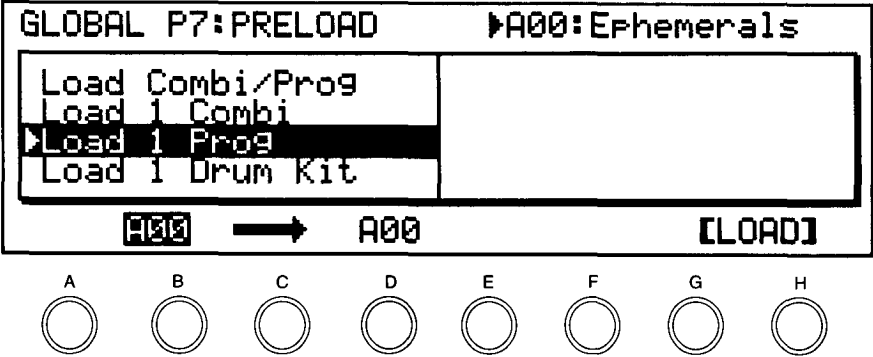 GLOBAL P7:PRELOAD ▶A00:Ephemerals
Load Combi/Prog
Load 1 Combi
▶Load 1 Prog
Load 1 Drum Kit
A00 → A00 [LOAD]
A B C D E F G H